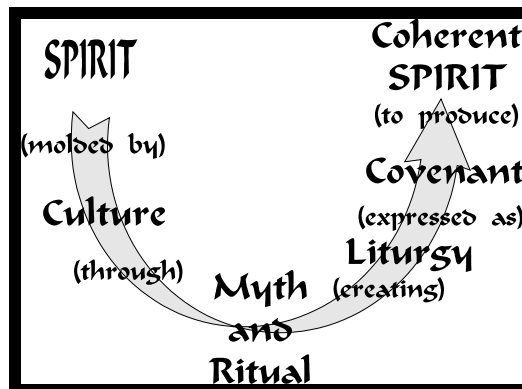 SPIRIT
(molded by)
Culture
(through)
Myth
and
Ritual
(expressed as)
Liturgy
(creating)
Covenant
(to produce)
Coherent
SPIRIT